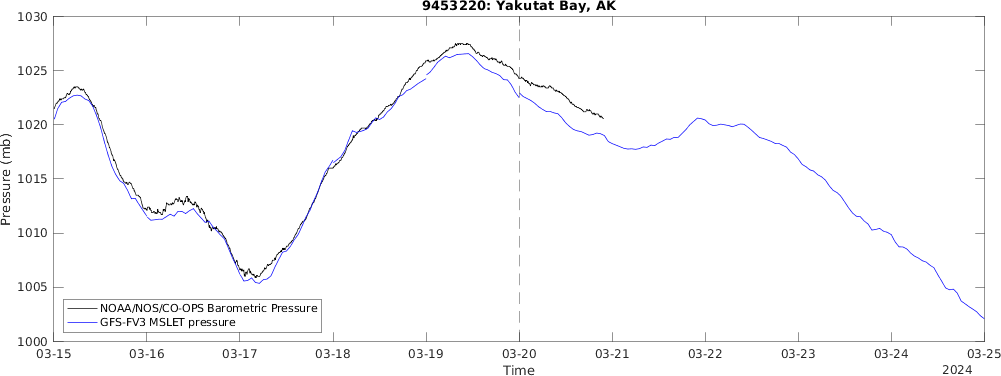 9453220: Yakutat Bay, AK
Pressure (mb)
1030
1025
1020
1015
1010
1005
1000
NOAA/NOS/CO-OPS Barometric Pressure
GFS-FV3 MSLET pressure
03-15 03-16 03-17 03-18 03-19 03-20 03-21 03-22 03-23 03-24 03-25
Time
2024